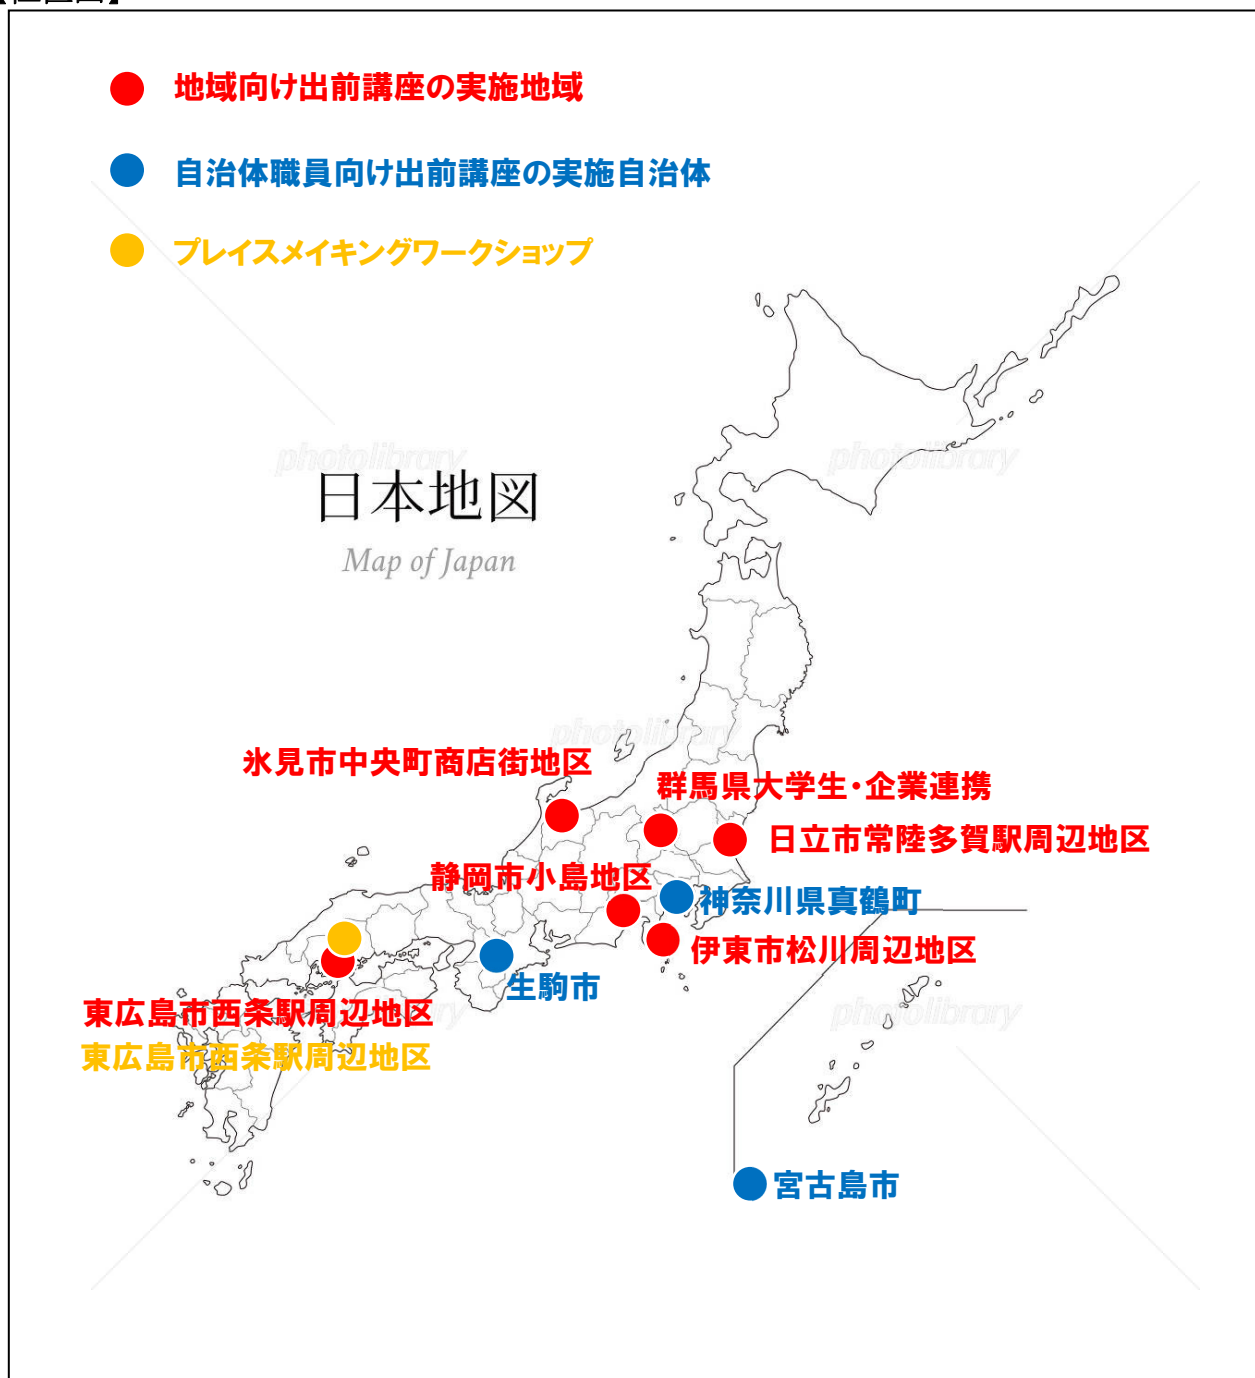 地域向け出前講座の実施地域
自治体職員向け出前講座の実施自治体
プレイスメイキングワークショップ
photolibrary
photolibrary
日本地図
Map of Japan
photolibrary
氷見市中央町商店街地区
群馬県大学生・企業連携
日立市常陸多賀駅周辺地区
静岡市小島地区
神奈川県真鶴町
伊東市松川周辺地区
生駒市
東広島市西条駅周辺地区
photolibrary
東広島市西条駅周辺地区
宮古島市